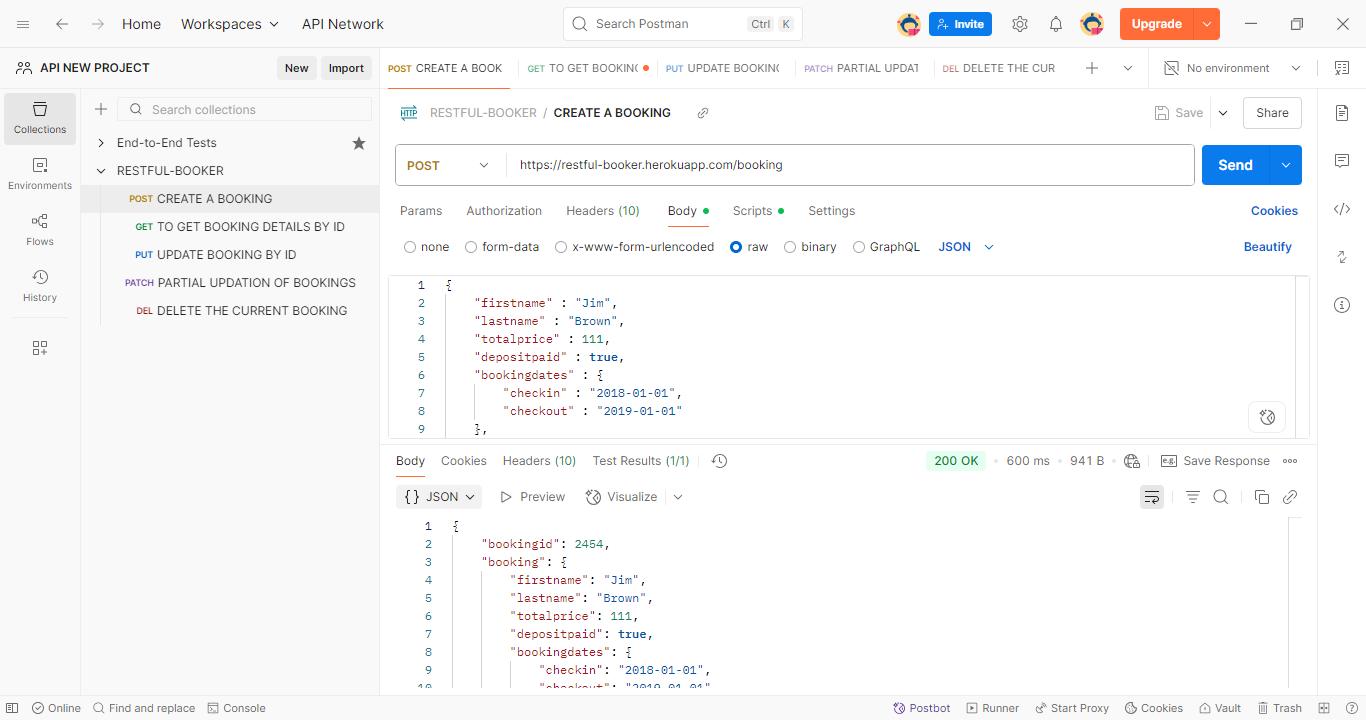 Home Workspaces API Network Search Postman Ctrl K Invite Upgrade
API NEW PROJECT New Import
POST CREATE A BOOK GET TO GET BOOKING UPDATE BOOKING PATCH PARTIAL UPDAT DEL DELETE THE CUR No environment
Collections
Environments
Flows
History
Search collections
End-to-End Tests
RESTFUL-BOOKER
POST CREATE A BOOKING
GET TO GET BOOKING DETAILS BY ID
PUT UPDATE BOOKING BY ID
PATCH PARTIAL UPDATION OF BOOKINGS
DEL DELETE THE CURRENT BOOKING
HTTP RESTFUL-BOOKER / CREATE A BOOKING Save Share
POST https://restful-booker.herokuapp.com/booking Send
Params Authorization Headers (10) Body Scripts Settings Cookies
none form-data x-www-form-urlencoded raw binary GraphQL JSON Beautify
1 {
2 "firstname" : "Jim",
3 "lastname" : "Brown",
4 "totalprice" : 111,
5 "depositpaid" : true,
6 "bookingdates" : {
7 "checkin" : "2018-01-01",
8 "checkout" : "2019-01-01"
9 },
Body Cookies Headers (10) Test Results (1/1) 200 OK • 600 ms • 941 B • e.g. Save Response
{} JSON Preview Visualize
1 {
2 "bookingid": 2454,
3 "booking": {
4 "firstname": "Jim",
5 "lastname": "Brown",
6 "totalprice": 111,
7 "depositpaid": true,
8 "bookingdates": {
9 "checkin": "2018-01-01",
10 "checkout": "2019-01-01"
Online Find and replace Console Postbot Runner Start Proxy Cookies Vault Trash